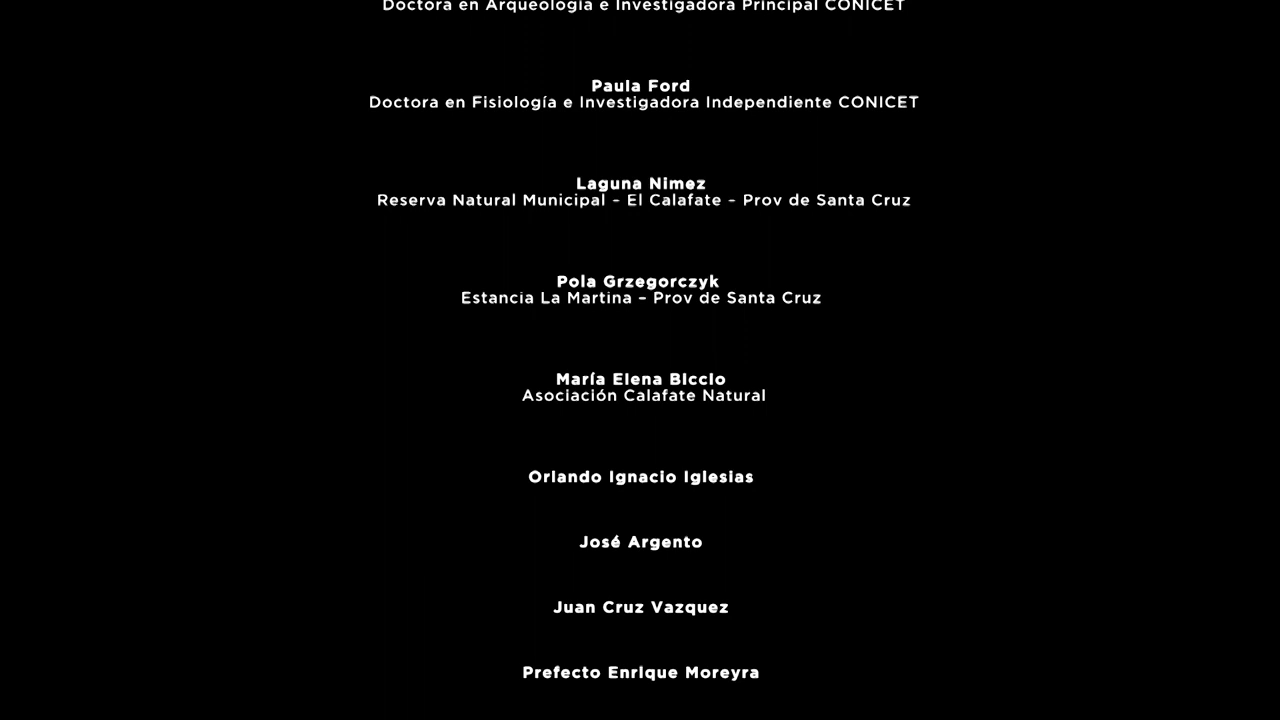 Doctora en Arqueología e Investigadora Principal CONICET
Paula Ford
Doctora en Fisiología e Investigadora Independiente CONICET
Laguna Nimez
Reserva Natural Municipal – El Calafate – Prov de Santa Cruz
Pola Grzegorczyk
Estancia La Martina – Prov de Santa Cruz
María Elena Biccio
Asociación Calafate Natural
Orlando Ignacio Iglesias
José Argento
Juan Cruz Vazquez
Prefecto Enrique Moreyra